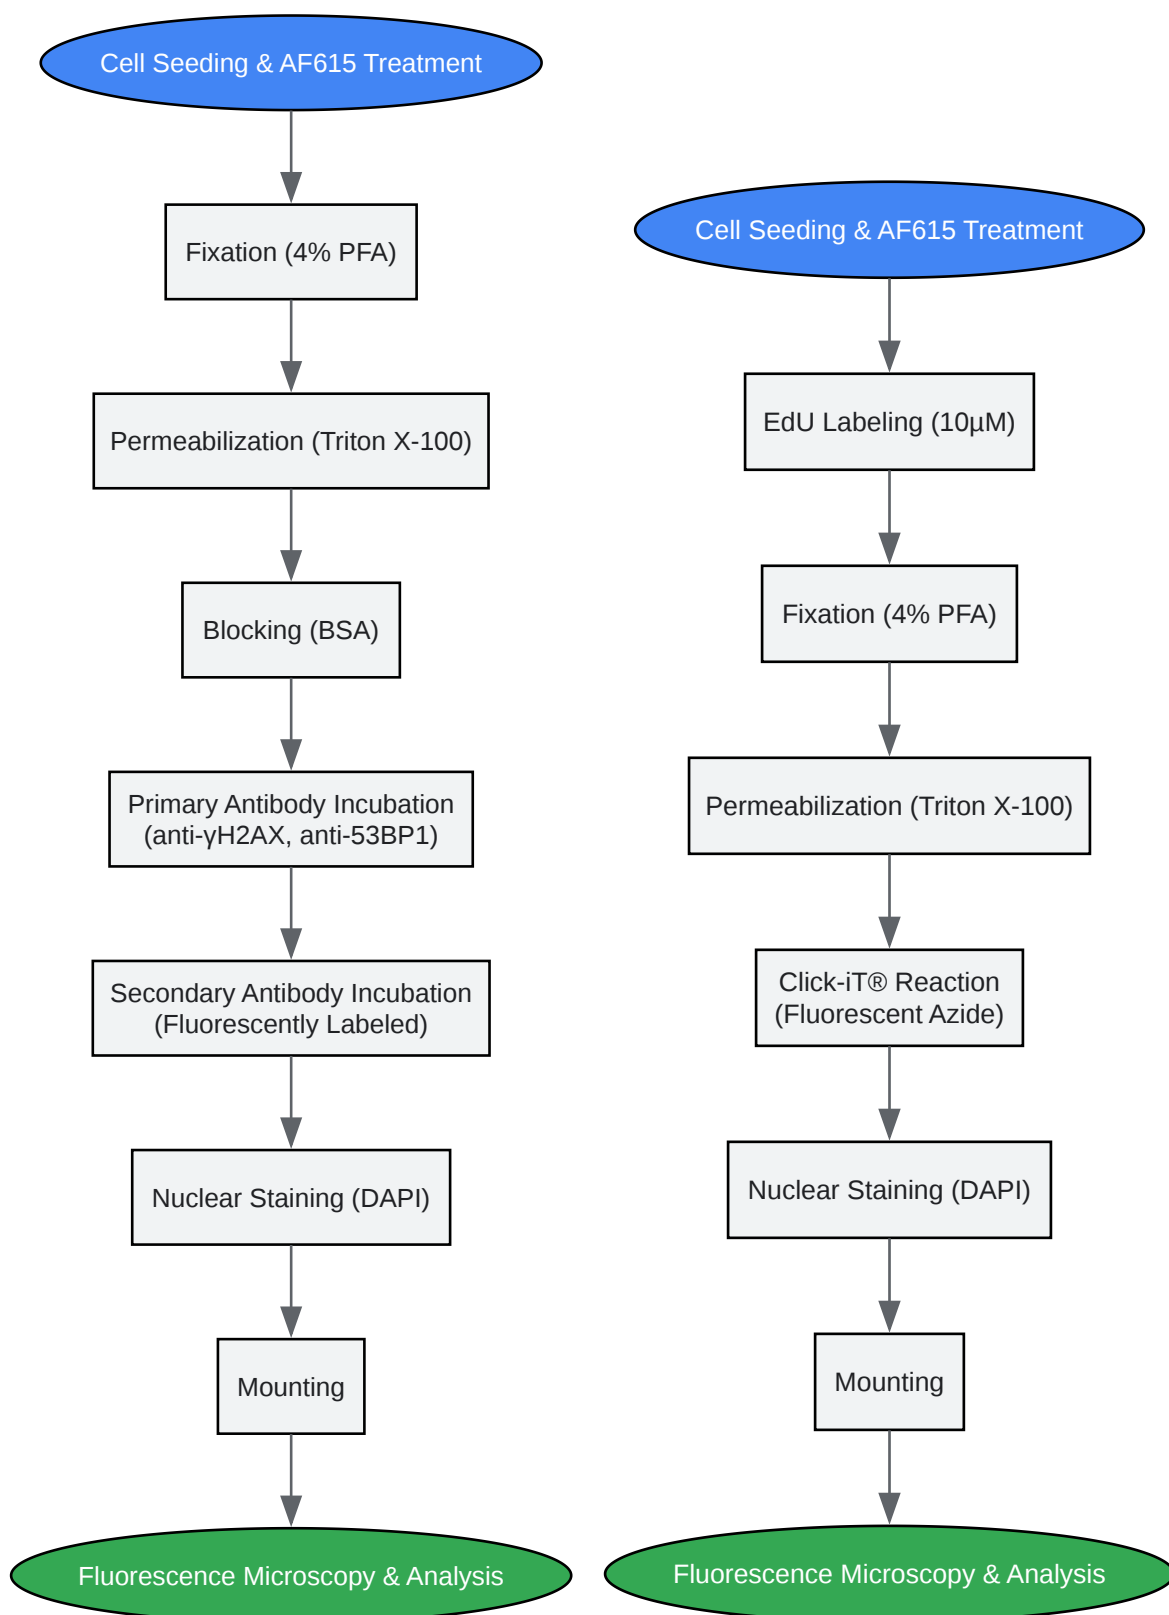 Cell Seeding & AF615 Treatment
Fixation (4% PFA)
Permeabilization (Triton X-100)
Blocking (BSA)
Primary Antibody Incubation
(anti-γH2AX, anti-53BP1)
Secondary Antibody Incubation
(Fluorescently Labeled)
Nuclear Staining (DAPI)
Mounting
Fluorescence Microscopy & Analysis
Cell Seeding & AF615 Treatment
EdU Labeling (10µM)
Fixation (4% PFA)
Permeabilization (Triton X-100)
Click-iT® Reaction
(Fluorescent Azide)
Nuclear Staining (DAPI)
Mounting
Fluorescence Microscopy & Analysis